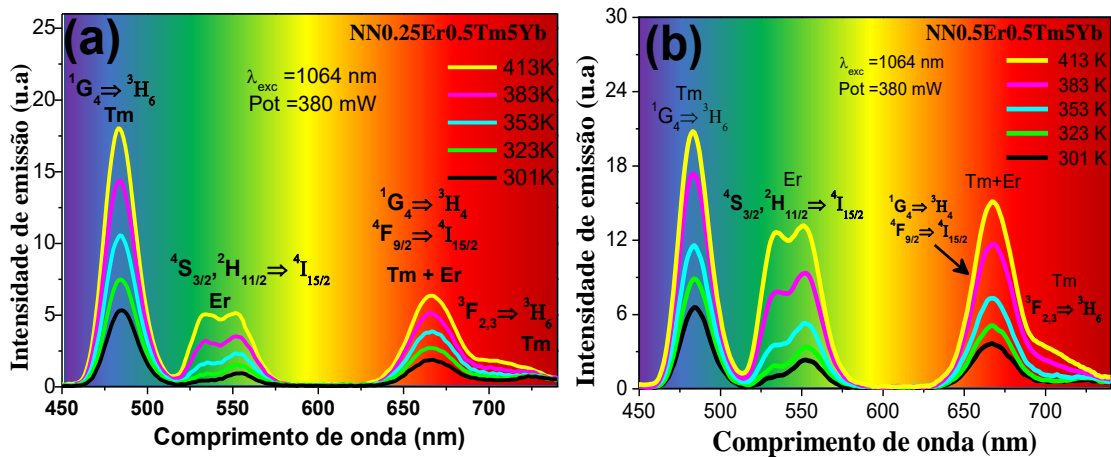 (a)
NN0.25Er0.5Tm5Yb
λexc =1064 nm
Pot =380 mW
413K
383K
353K
323K
301K
¹G₄⇒ ³H₆
Tm
⁴S₃/₂, ²H₁₁/₂⇒ ⁴I₁₅/₂
Er
¹G₄⇒ ³H₄
⁴F₉/₂⇒ ⁴I₁₅/₂
Tm + Er
³F₂,₃⇒ ³H₆
Tm
Intensidade de emissão (u.a)
25
20
15
10
5
0
450 500 550 600 650 700
Comprimento de onda (nm)
(b)
NN0.5Er0.5Tm5Yb
λexc =1064 nm
Pot =380 mW
413K
383K
353 K
323 K
301 K
Tm
¹G₄⇒ ³H₆
Er
⁴S₃/₂, ²H₁₁/₂⇒ ⁴I₁₅/₂
Tm+Er
¹G₄⇒ ³H₄
⁴F₉/₂⇒ ⁴I₁₅/₂
Tm
³F₂,₃⇒ ³H₆
Intensidade de emissão (u.a)
30
24
18
12
6
0
450 500 550 600 650 700
Comprimento de onda (nm)